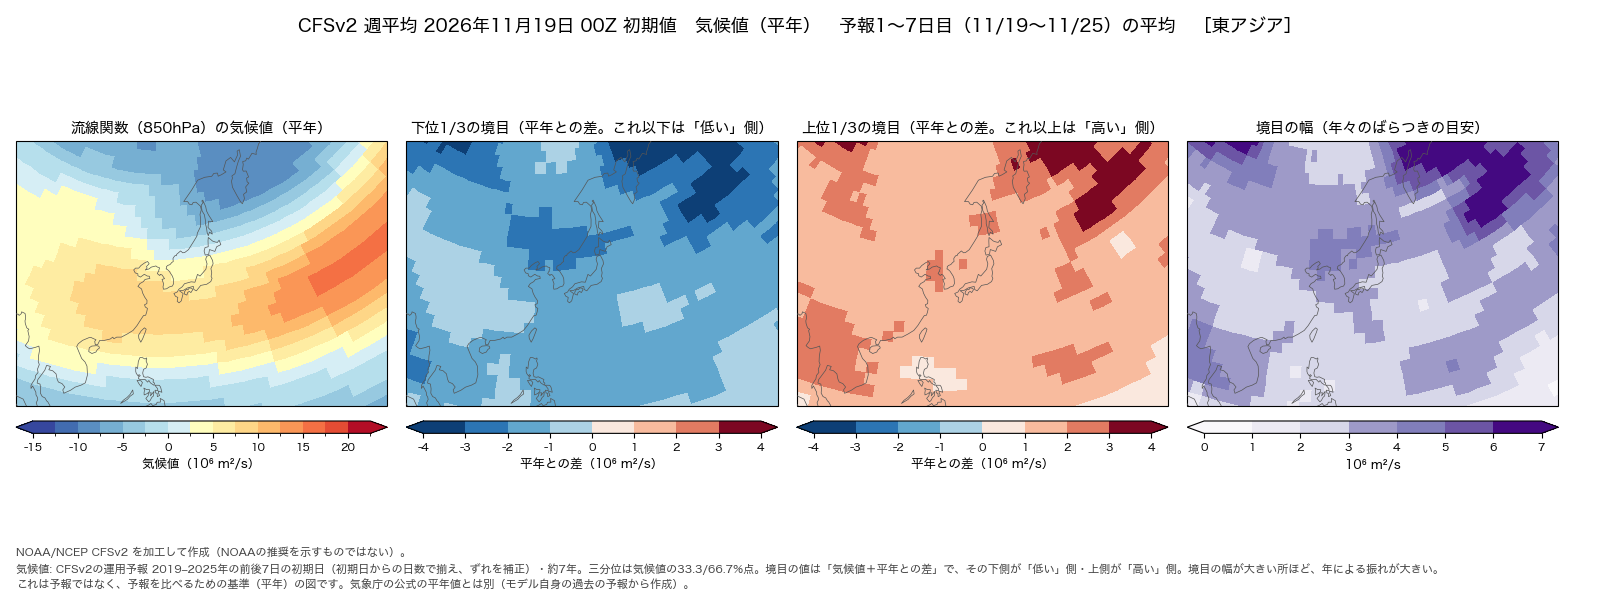 CFSv2 週平均 2026年11月19日 00Z 初期値　気候値（平年）　予報1～7日目（11/19～11/25）の平均　［東アジア］
流線関数（850hPa）の気候値（平年）
下位1/3の境目（平年との差。これ以下は「低い」側）
上位1/3の境目（平年との差。これ以上は「高い」側）
境目の幅（年々のばらつきの目安）
-15 -10 -5 0 5 10 15 20
-4 -3 -2 -1 0 1 2 3 4
-4 -3 -2 -1 0 1 2 3 4
0 1 2 3 4 5 6 7
気候値（10⁶ m²/s）
平年との差（10⁶ m²/s）
平年との差（10⁶ m²/s）
10⁶ m²/s
NOAA/NCEP CFSv2 を加工して作成（NOAAの推奨を示すものではない）。
気候値: CFSv2の運用予報 2019–2025年の前後7日の初期日（初期日からの日数で揃え、ずれを補正）・約7年。三分位は気候値の33.3/66.7%点。境目の値は「気候値＋平年との差」で、その下側が「低い」側・上側が「高い」側。境目の幅が大きい所ほど、年による振れが大きい。
これは予報ではなく、予報を比べるための基準（平年）の図です。気象庁の公式の平年値とは別（モデル自身の過去の予報から作成）。